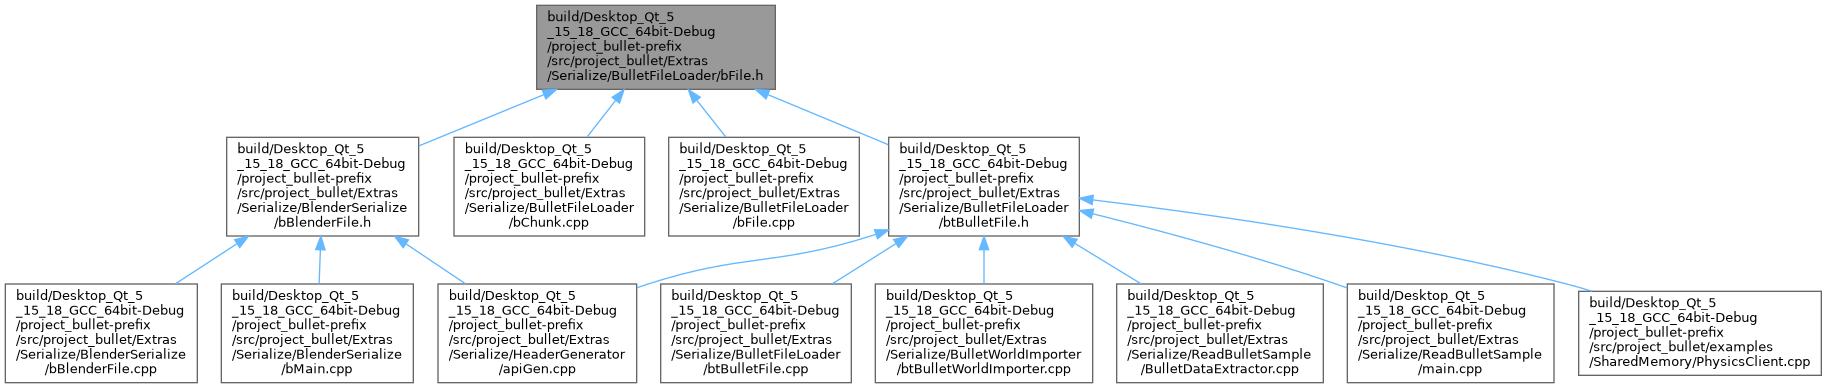 build/Desktop_Qt_5
_15_18_GCC_64bit-Debug
/project_bullet-prefix
/src/project_bullet/Extras
/Serialize/BulletFileLoader/bFile.h
build/Desktop_Qt_5
_15_18_GCC_64bit-Debug
/project_bullet-prefix
/src/project_bullet/Extras
/Serialize/BlenderSerialize
/bBlenderFile.h
build/Desktop_Qt_5
_15_18_GCC_64bit-Debug
/project_bullet-prefix
/src/project_bullet/Extras
/Serialize/BulletFileLoader
/bChunk.cpp
build/Desktop_Qt_5
_15_18_GCC_64bit-Debug
/project_bullet-prefix
/src/project_bullet/Extras
/Serialize/BulletFileLoader
/bFile.cpp
build/Desktop_Qt_5
_15_18_GCC_64bit-Debug
/project_bullet-prefix
/src/project_bullet/Extras
/Serialize/BulletFileLoader
/btBulletFile.h
build/Desktop_Qt_5
_15_18_GCC_64bit-Debug
/project_bullet-prefix
/src/project_bullet/Extras
/Serialize/BlenderSerialize
/bBlenderFile.cpp
build/Desktop_Qt_5
_15_18_GCC_64bit-Debug
/project_bullet-prefix
/src/project_bullet/Extras
/Serialize/BlenderSerialize
/bMain.cpp
build/Desktop_Qt_5
_15_18_GCC_64bit-Debug
/project_bullet-prefix
/src/project_bullet/Extras
/Serialize/HeaderGenerator
/apiGen.cpp
build/Desktop_Qt_5
_15_18_GCC_64bit-Debug
/project_bullet-prefix
/src/project_bullet/Extras
/Serialize/BulletFileLoader
/btBulletFile.cpp
build/Desktop_Qt_5
_15_18_GCC_64bit-Debug
/project_bullet-prefix
/src/project_bullet/Extras
/Serialize/BulletWorldImporter
/btBulletWorldImporter.cpp
build/Desktop_Qt_5
_15_18_GCC_64bit-Debug
/project_bullet-prefix
/src/project_bullet/Extras
/Serialize/ReadBulletSample
/BulletDataExtractor.cpp
build/Desktop_Qt_5
_15_18_GCC_64bit-Debug
/project_bullet-prefix
/src/project_bullet/Extras
/Serialize/ReadBulletSample
/main.cpp
build/Desktop_Qt_5
_15_18_GCC_64bit-Debug
/project_bullet-prefix
/src/project_bullet/examples
/SharedMemory/PhysicsClient.cpp